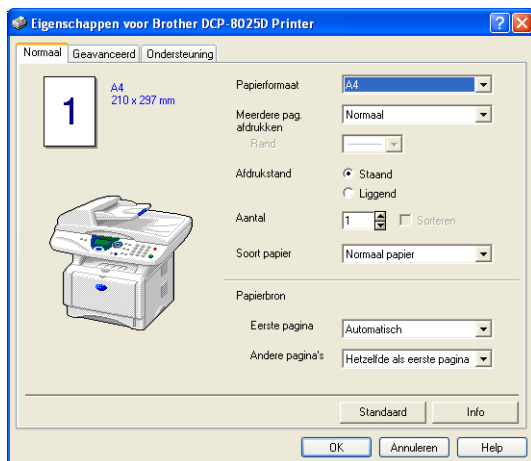 Eigenschappen voor Brother DCP-8025D Printer
Normaal Geavanceerd Ondersteuning
1
A4
210 x 297 mm
Papierformaat A4
Meerdere pag. afdrukken Normaal
Rand
Afdrukstand Staand
Liggend
Aantal 1 Sorteren
Soort papier Normaal papier
Papierbron
Eerste pagina Automatisch
Andere pagina's Hetzelfde als eerste pagina
Standaard Info
OK Annuleren Help